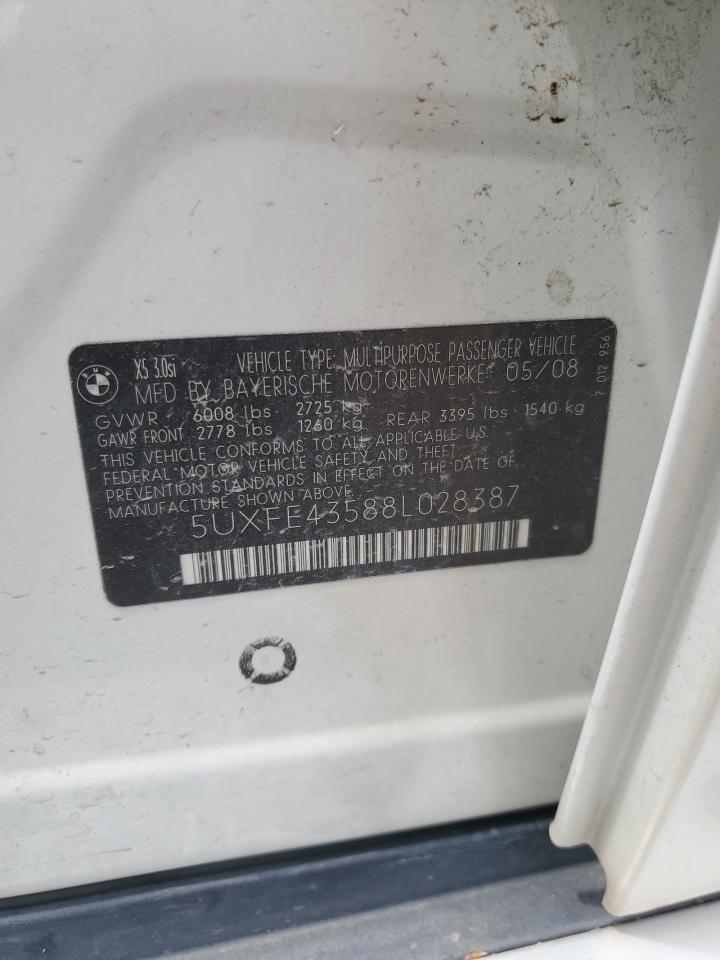 BMW
X5 3.0si VEHICLE TYPE: MULTIPURPOSE PASSENGER VEHICLE
MFD BY BAYERISCHE MOTORENWERKE 05/08
GVWR 6008 lbs 2725 kg
GAWR FRONT 2778 lbs 1260 kg REAR 3395 lbs 1540 kg
THIS VEHICLE CONFORMS TO ALL APPLICABLE U.S.
FEDERAL MOTOR VEHICLE SAFETY AND THEFT
PREVENTION STANDARDS IN EFFECT ON THE DATE OF
MANUFACTURE SHOWN ABOVE
5UXFE43588L028387
7 012 956